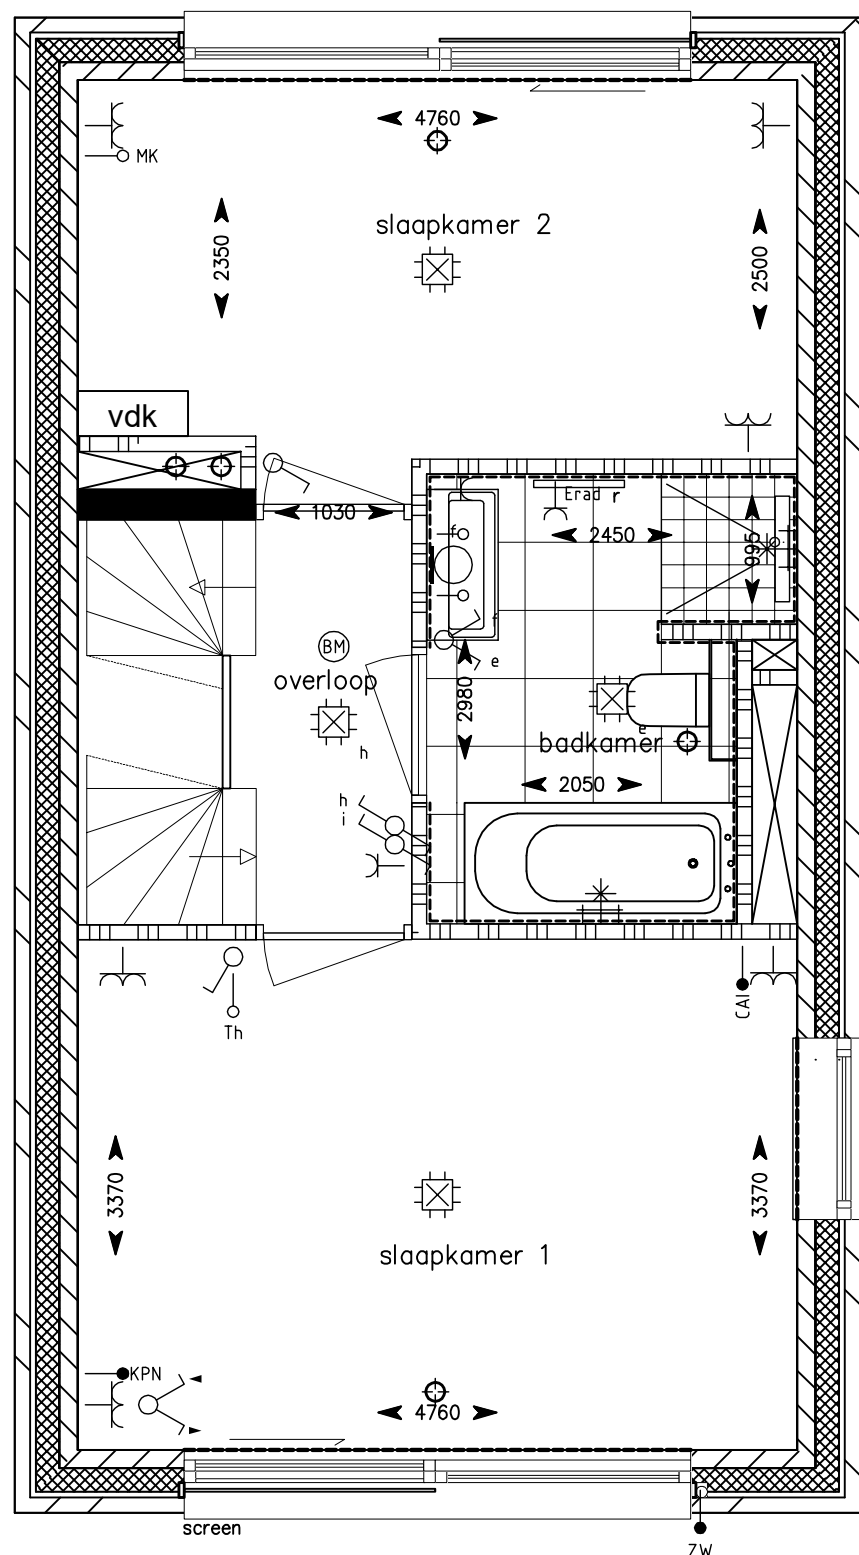 4760
MK
slaapkamer 2
2350
2500
vdk
1030
Erad r
2450
995
f
f
BM
e
overloop
2980
e
h
badkamer
2050
h
i
CAI
Th
3370
3370
slaapkamer 1
KPN
4760
screen
ZW